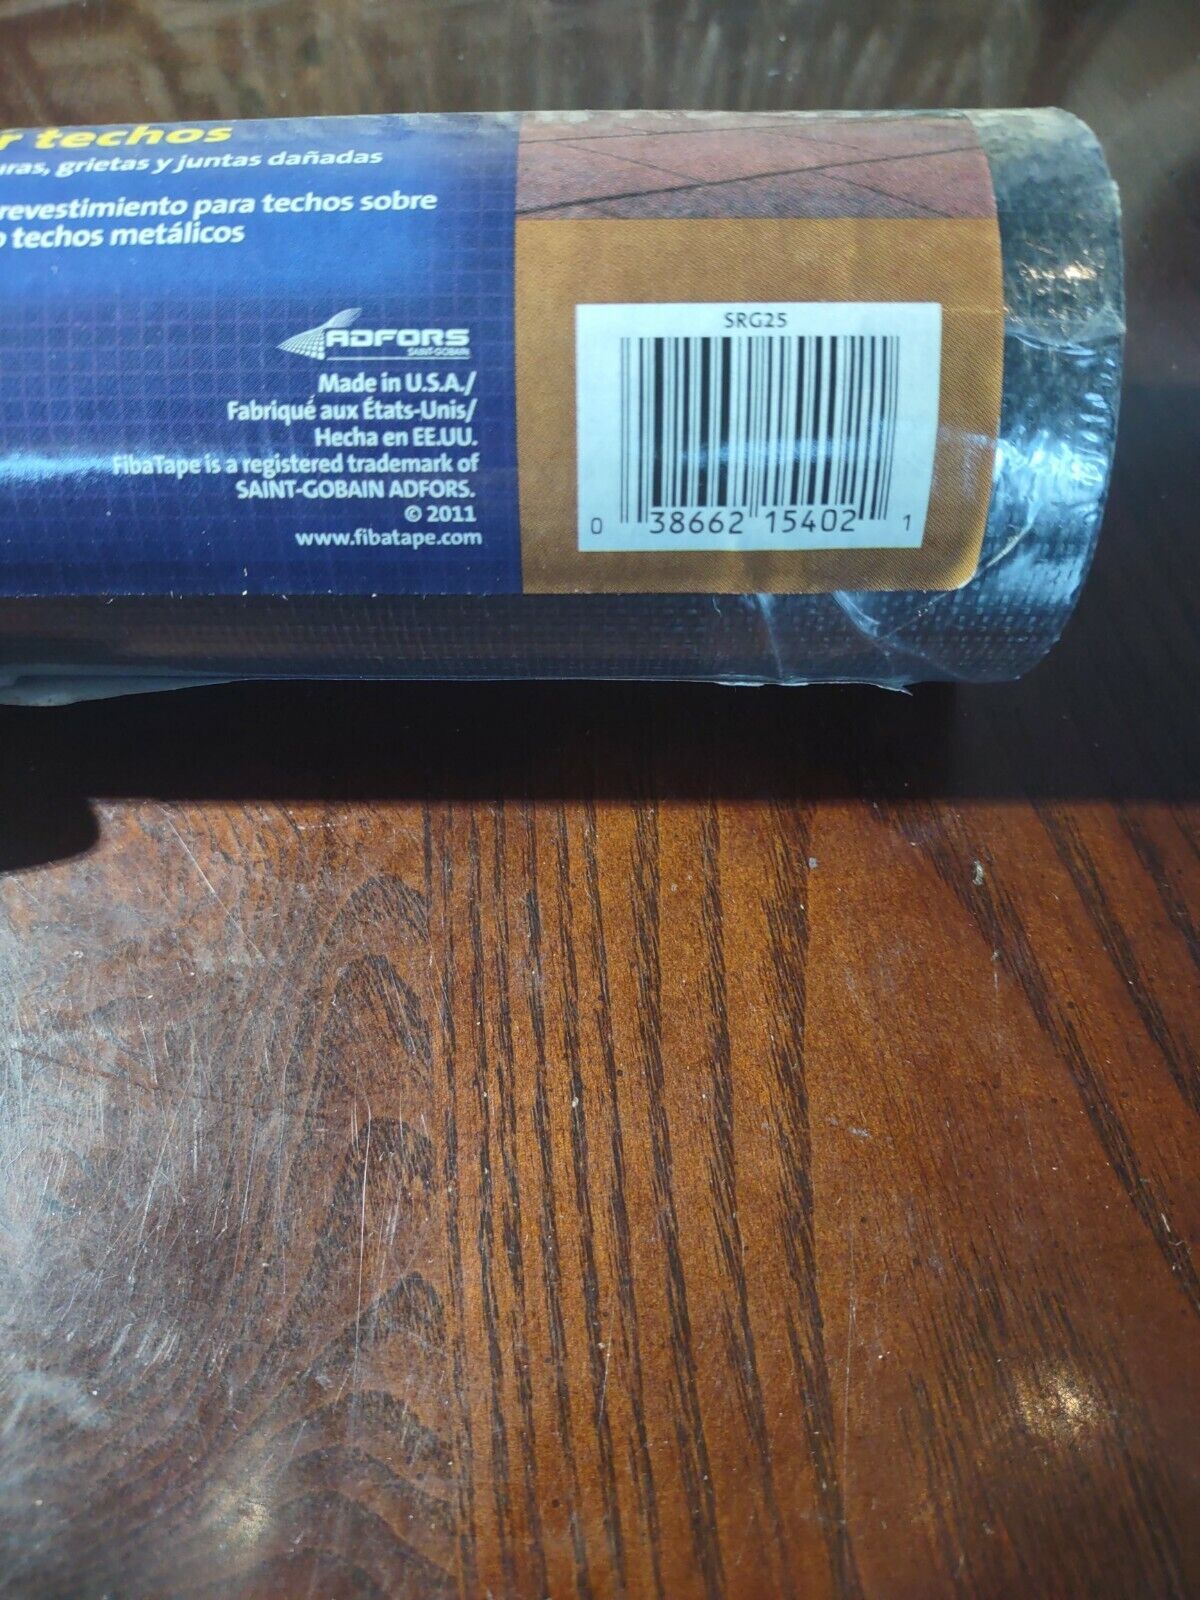 r techos
uras, grietas y juntas dañadas
revestimiento para techos sobre
o techos metálicos
ADFORS
SAINT-GOBAIN
Made in U.S.A./
Fabriqué aux États-Unis/
Hecha en EE.UU.
FibaTape is a registered trademark of
SAINT-GOBAIN ADFORS.
© 2011
www.fibatape.com
SRG25
0 38662 15402 1